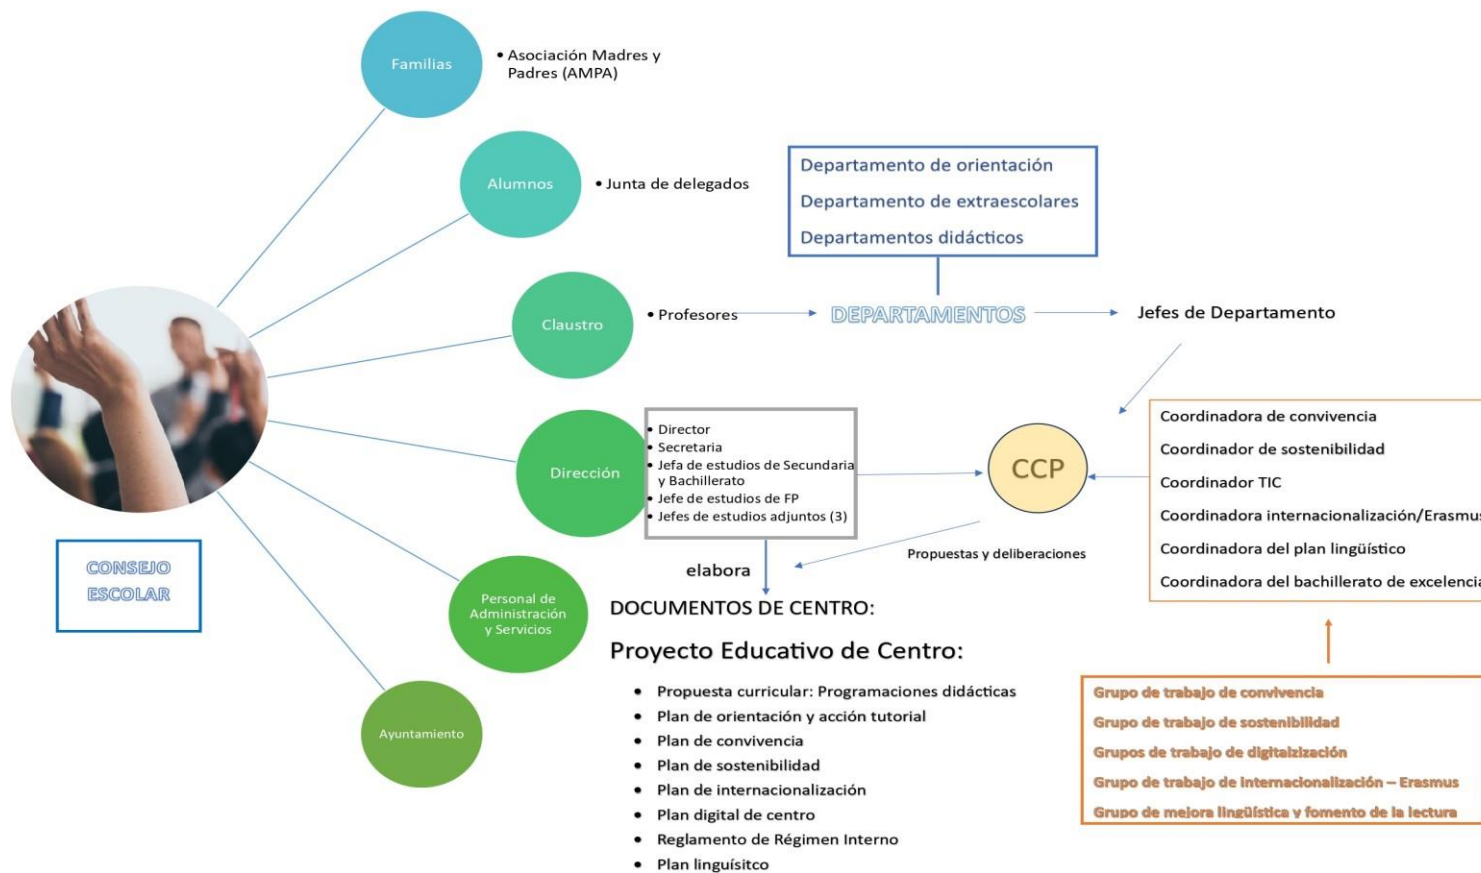 Familias
• Asociación Madres y
Padres (AMPA)
Alumnos
• Junta de delegados
Departamento de orientación
Departamento de extraescolares
Departamentos didácticos
Claustro
• Profesores
DEPARTAMENTOS
Jefes de Departamento
Dirección
• Director
• Secretaria
• Jefa de estudios de Secundaria
y Bachillerato
• Jefe de estudios de FP
• Jefes de estudios adjuntos (3)
CCP
Coordinadora de convivencia
Coordinador de sostenibilidad
Coordinador TIC
Coordinadora internacionalización/Erasmus
Coordinadora del plan lingüístico
Coordinadora del bachillerato de excelencia
Propuestas y deliberaciones
elabora
CONSEJO
ESCOLAR
Personal de
Administración
y Servicios
Ayuntamiento
DOCUMENTOS DE CENTRO:
Proyecto Educativo de Centro:
• Propuesta curricular: Programaciones didácticas
• Plan de orientación y acción tutorial
• Plan de convivencia
• Plan de sostenibilidad
• Plan de internacionalización
• Plan digital de centro
• Reglamento de Régimen Interno
• Plan linguísitco
Grupo de trabajo de convivencia
Grupo de trabajo de sostenibilidad
Grupos de trabajo de digitalzización
Grupo de trabajo de internacionalización – Erasmus
Grupo de mejora lingüística y fomento de la lectura